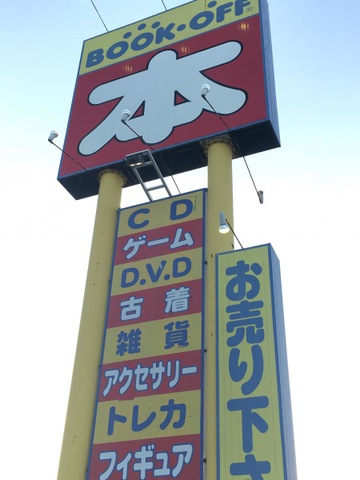 BOOK·OFF
本
CD
ゲーム
D.V.D
古着
雑貨
アクセサリー
トレカ
フィギュア
お売り下さ